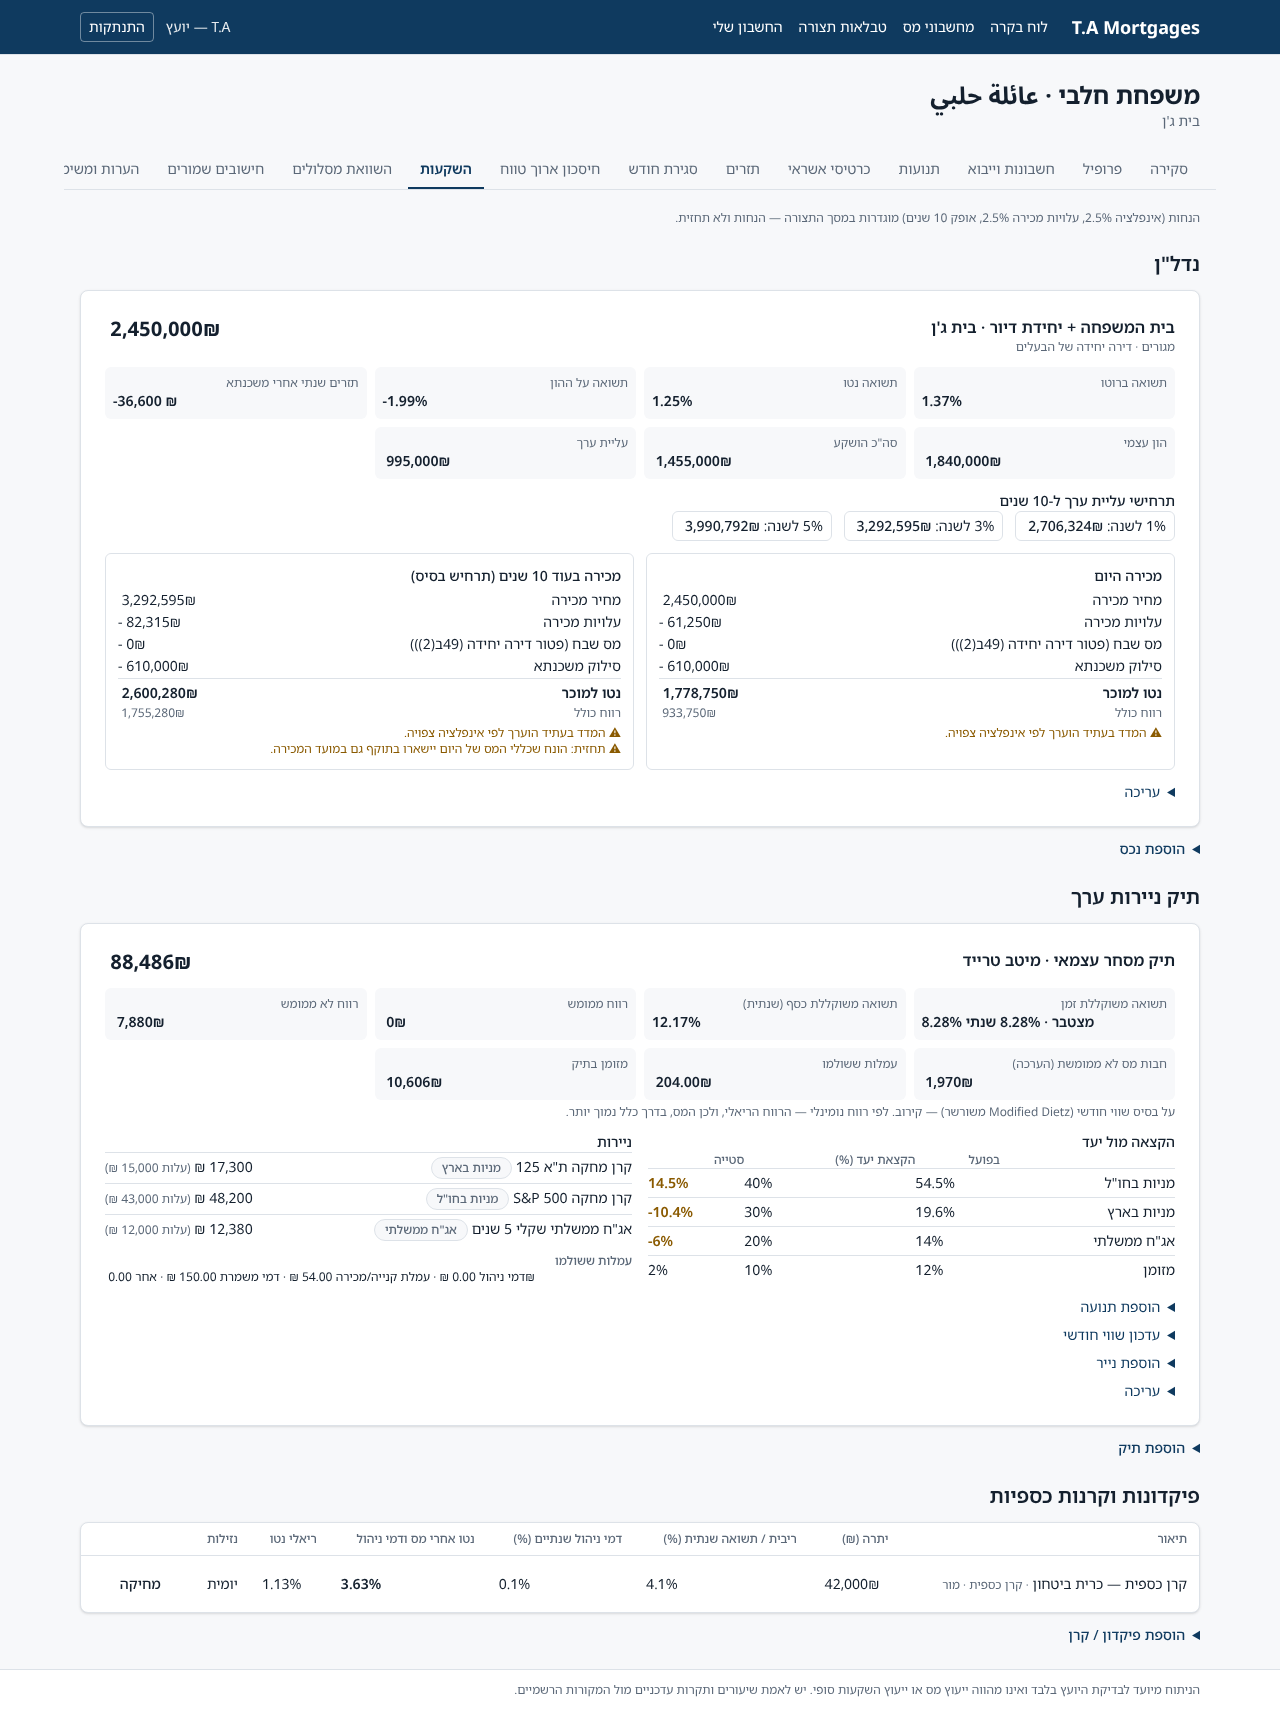 T.A Mortgages לוח בקרה מחשבוני מס טבלאות תצורה החשבון שלי T.A — יועץ התנתקות
משפחת חלבי · عائلة حلبي
בית ג'ן
סקירה פרופיל חשבונות וייבוא תנועות כרטיסי אשראי תזרים סגירת חודש חיסכון ארוך טווח השקעות השוואת מסלולים חישובים שמורים הערות ומשימ
הנחות (אינפלציה 2.5%, עלויות מכירה 2.5%, אופק 10 שנים) מוגדרות במסך התצורה — הנחות ולא תחזית.
נדל"ן
בית המשפחה + יחידת דיור · בית ג'ן 2,450,000₪
מגורים · דירה יחידה של הבעלים
תשואה ברוטו תשואה נטו תשואה על ההון תזרים שנתי אחרי משכנתא
1.37% 1.25% -1.99% -36,600 ₪
הון עצמי סה"כ הושקע עליית ערך
1,840,000₪ 1,455,000₪ 995,000₪
תרחישי עליית ערך ל-10 שנים
1% לשנה: 2,706,324₪ 3% לשנה: 3,292,595₪ 5% לשנה: 3,990,792₪
מכירה היום
מחיר מכירה 2,450,000₪
עלויות מכירה - 61,250₪
מס שבח (פטור דירה יחידה (49ב(2))) - 0₪
סילוק משכנתא - 610,000₪
נטו למוכר 1,778,750₪
רווח כולל 933,750₪
⚠ המדד בעתיד הוערך לפי אינפלציה צפויה.
מכירה בעוד 10 שנים (תרחיש בסיס)
מחיר מכירה 3,292,595₪
עלויות מכירה - 82,315₪
מס שבח (פטור דירה יחידה (49ב(2))) - 0₪
סילוק משכנתא - 610,000₪
נטו למוכר 2,600,280₪
רווח כולל 1,755,280₪
⚠ המדד בעתיד הוערך לפי אינפלציה צפויה.
⚠ תחזית: הונח שכללי המס של היום יישארו בתוקף גם במועד המכירה.
עריכה
הוספת נכס
תיק ניירות ערך
תיק מסחר עצמאי · מיטב טרייד 88,486₪
תשואה משוקללת זמן תשואה משוקללת כסף (שנתית) רווח ממומש רווח לא ממומש
8.28% מצטבר · 8.28% שנתי 12.17% 0₪ 7,880₪
חבות מס לא ממומשת (הערכה) עמלות ששולמו מזומן בתיק
1,970₪ 204.00₪ 10,606₪
על בסיס שווי חודשי (Modified Dietz משורשר) — קירוב. לפי רווח נומינלי — הרווח הריאלי, ולכן המס, בדרך כלל נמוך יותר.
הקצאה מול יעד
בפועל הקצאת יעד (%) סטייה
מניות בחו"ל 54.5% 40% 14.5%
מניות בארץ 19.6% 30% -10.4%
אג"ח ממשלתי 14% 20% -6%
מזומן 12% 10% 2%
ניירות
קרן מחקה ת"א 125 מניות בארץ 17,300 ₪ (עלות 15,000 ₪)
קרן מחקה S&P 500 מניות בחו"ל 48,200 ₪ (עלות 43,000 ₪)
אג"ח ממשלתי שקלי 5 שנים אג"ח ממשלתי 12,380 ₪ (עלות 12,000 ₪)
עמלות ששולמו
דמי ניהול 0.00 ₪ · עמלת קנייה/מכירה 54.00 ₪ · דמי משמרת 150.00 ₪ · אחר 0.00₪
הוספת תנועה
עדכון שווי חודשי
הוספת נייר
עריכה
הוספת תיק
פיקדונות וקרנות כספיות
תיאור יתרה (₪) ריבית / תשואה שנתית (%) דמי ניהול שנתיים (%) נטו אחרי מס ודמי ניהול ריאלי נטו נזילות
קרן כספית — כרית ביטחון · קרן כספית · מור 42,000₪ 4.1% 0.1% 3.63% 1.13% יומית מחיקה
הוספת פיקדון / קרן
הניתוח מיועד לבדיקת היועץ בלבד ואינו מהווה ייעוץ מס או ייעוץ השקעות סופי. יש לאמת שיעורים ותקרות עדכניים מול המקורות הרשמיים.